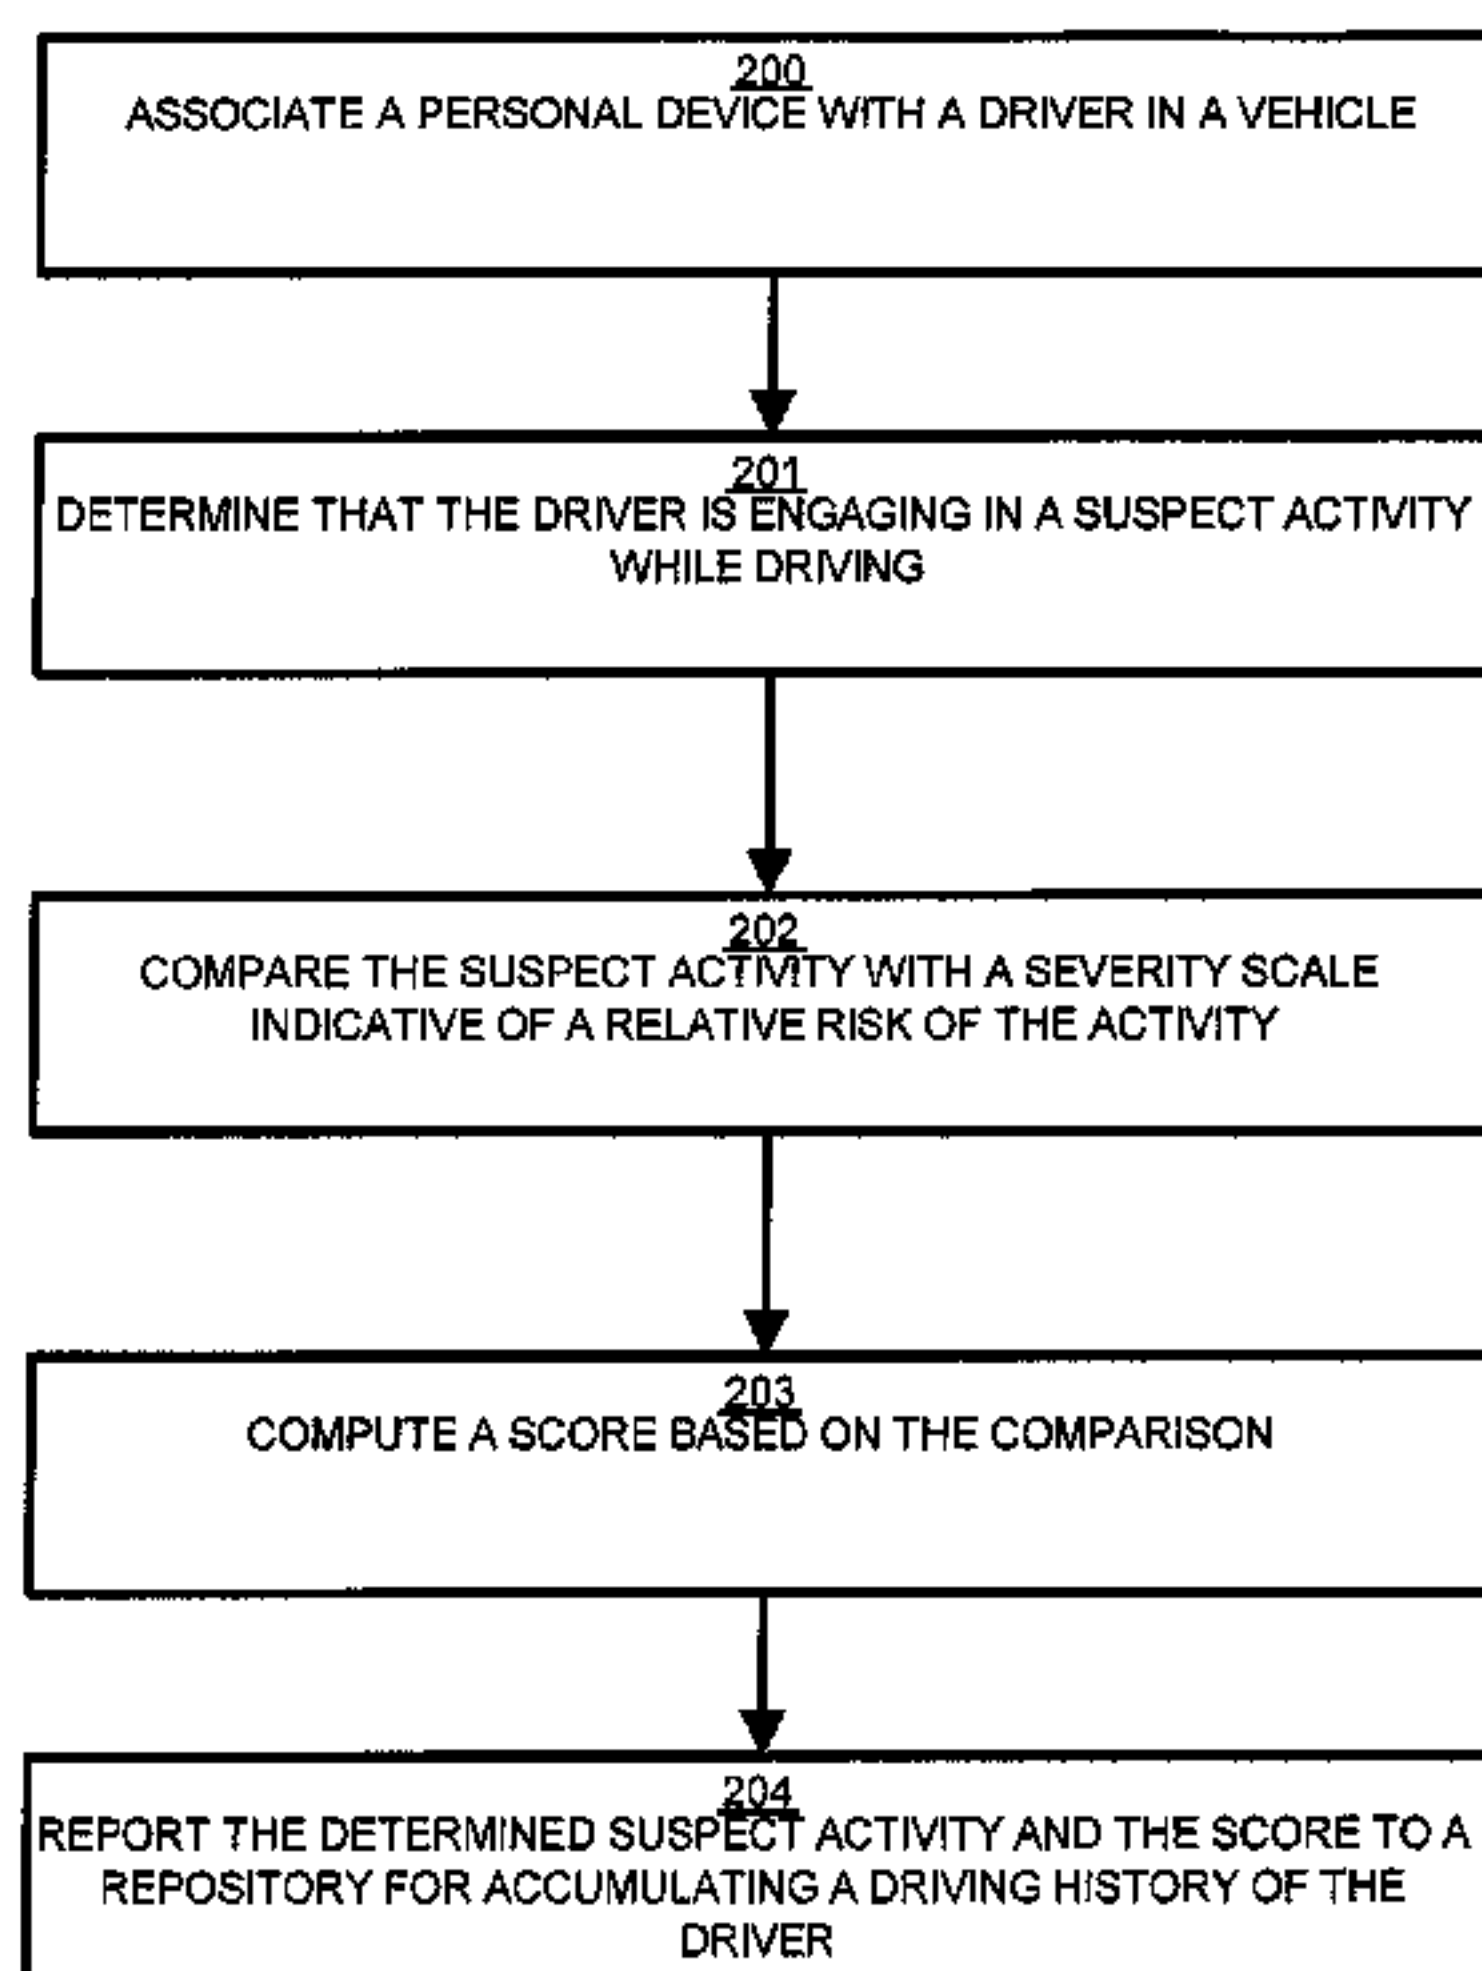 200
ASSOCIATE A PERSONAL DEVICE WITH A DRIVER IN A VEHICLE
201
DETERMINE THAT THE DRIVER IS ENGAGING IN A SUSPECT ACTIVITY
WHILE DRIVING
202
COMPARE THE SUSPECT ACTIVITY WITH A SEVERITY SCALE
INDICATIVE OF A RELATIVE RISK OF THE ACTIVITY
203
COMPUTE A SCORE BASED ON THE COMPARISON
204
REPORT THE DETERMINED SUSPECT ACTIVITY AND THE SCORE TO A
REPOSITORY FOR ACCUMULATING A DRIVING HISTORY OF THE
DRIVER